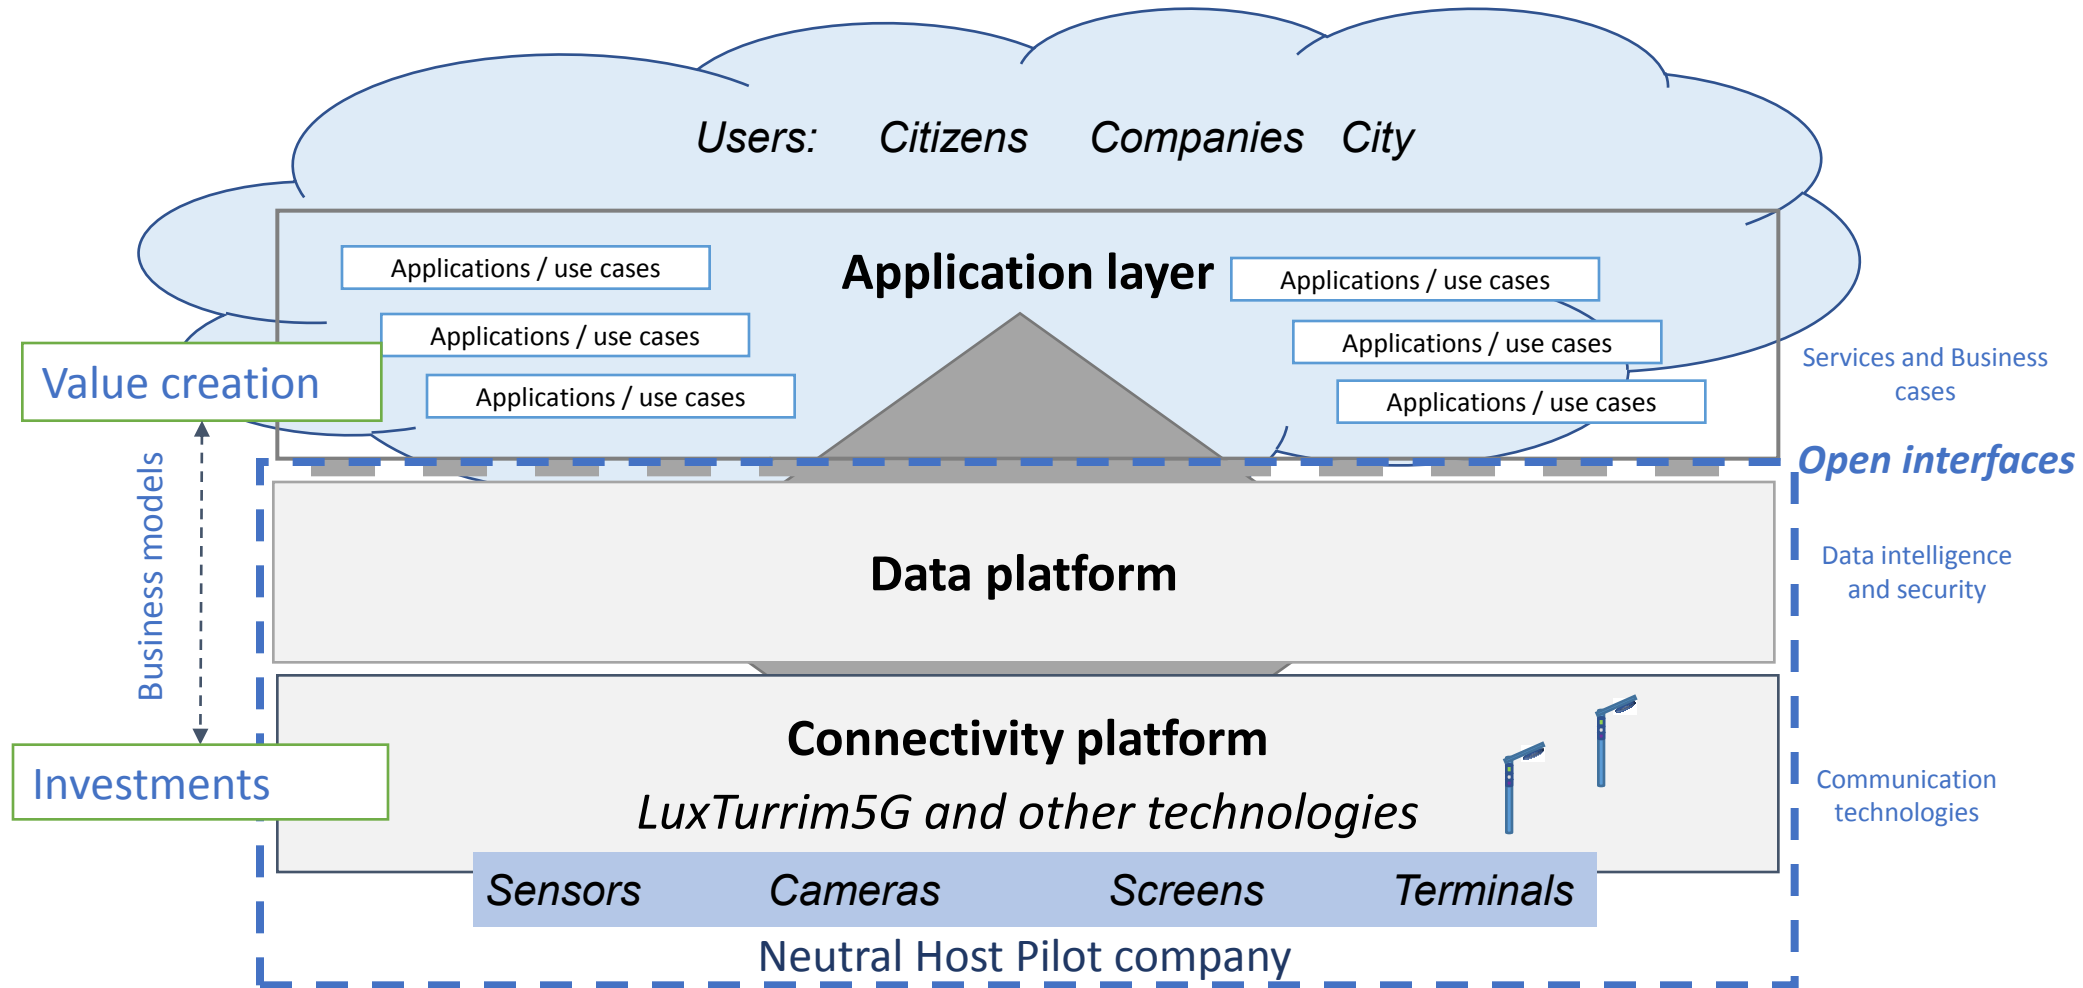 Users: Citizens Companies City
Application layer
Applications / use cases
Applications / use cases
Applications / use cases
Applications / use cases
Applications / use cases
Applications / use cases
Value creation
Business models
Investments
Services and Business
cases
Open interfaces
Data platform
Data intelligence
and security
Connectivity platform
LuxTurrim5G and other technologies
Communication
technologies
Sensors Cameras Screens Terminals
Neutral Host Pilot company